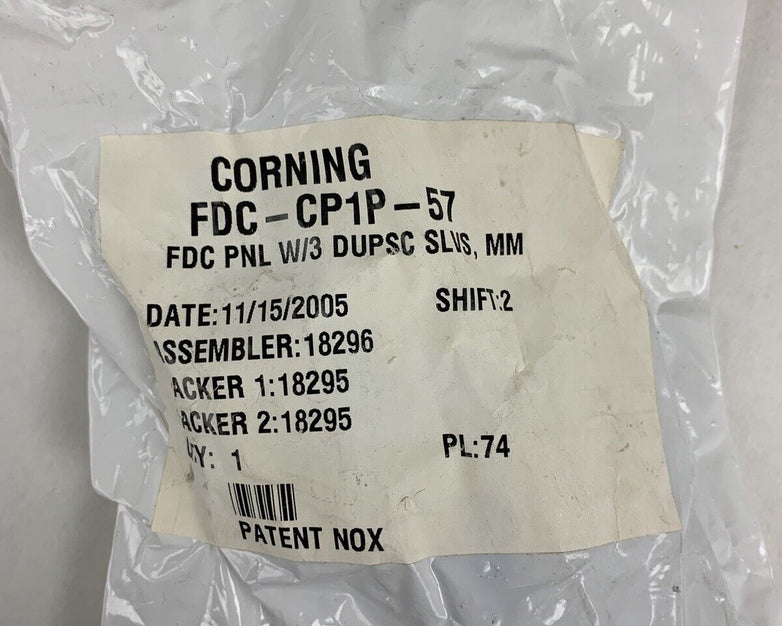 CORNING
FDC-CP1P-57
FDC PNL W/3 DUPSC SLVS, MM
DATE:11/15/2005 SHIFT:2
ASSEMBLER:18296
ACKER 1:18295
ACKER 2:18295
QTY: 1 PL:74
PATENT NOX